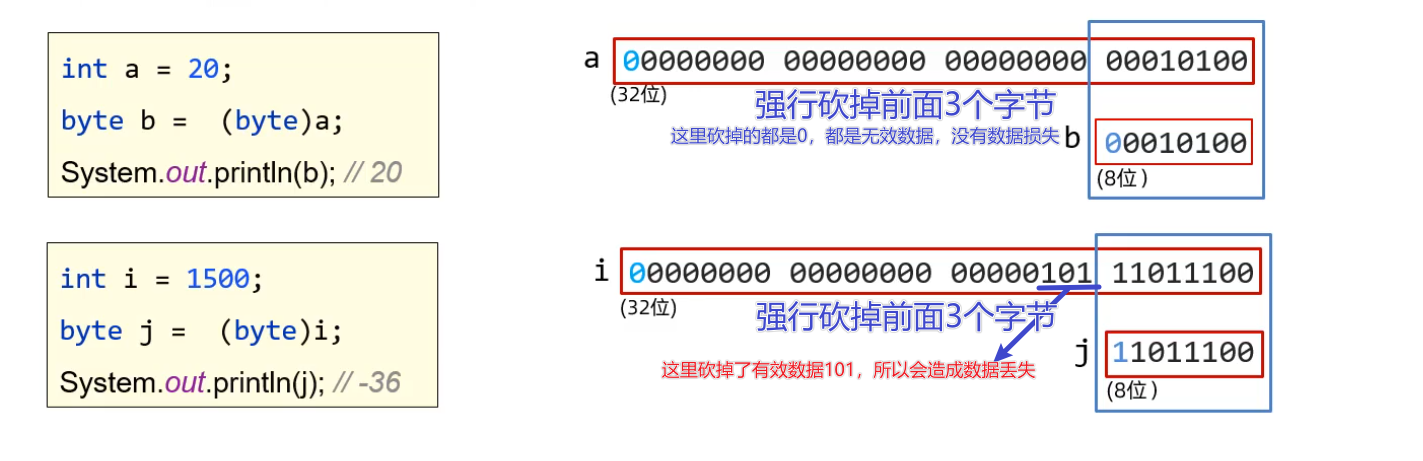 int a = 20;
byte b = (byte)a;
System.out.println(b); // 20
a 00000000 00000000 00000000 00010100
(32位)
强行砍掉前面3个字节
这里砍掉的都是0，都是无效数据，没有数据损失
b 00010100
(8位)
int i = 1500;
byte j = (byte)i;
System.out.println(j); // -36
i 00000000 00000000 00000101 11011100
(32位)
强行砍掉前面3个字节
这里砍掉了有效数据101，所以会造成数据丢失
j 11011100
(8位)